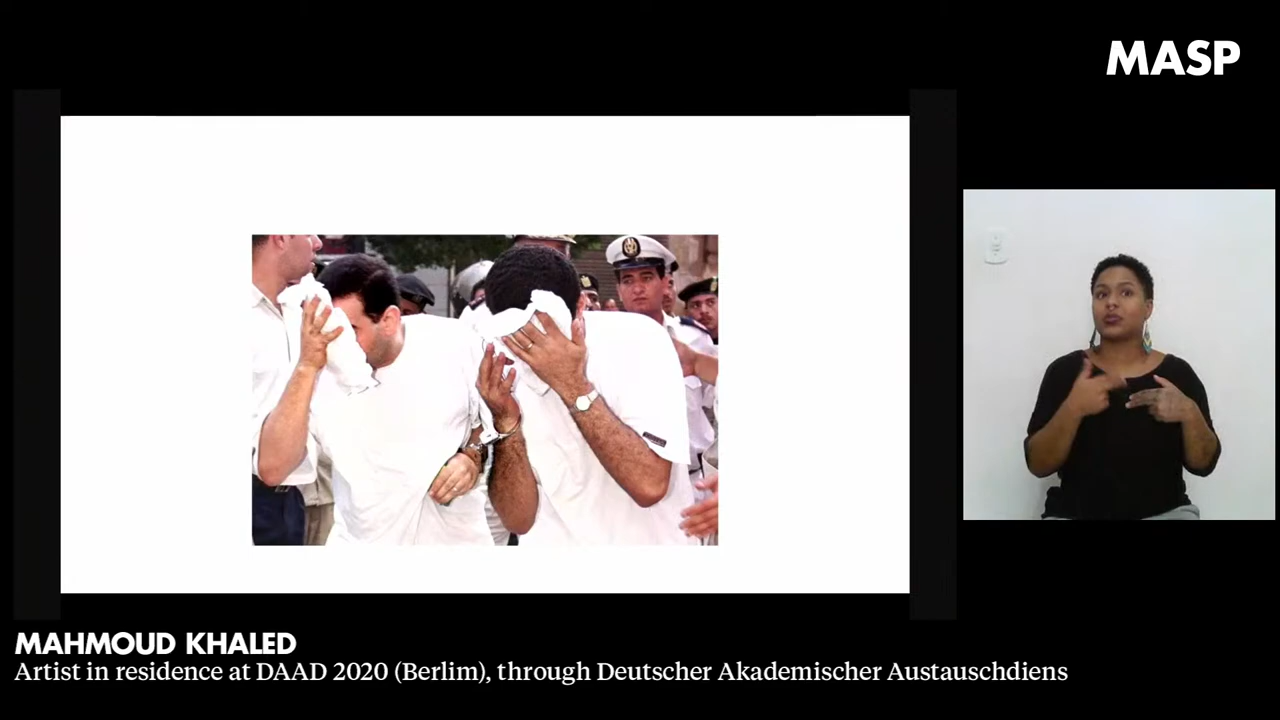 MASP
MAHMOUD KHALED
Artist in residence at DAAD 2020 (Berlim), through Deutscher Akademischer Austauschdiens